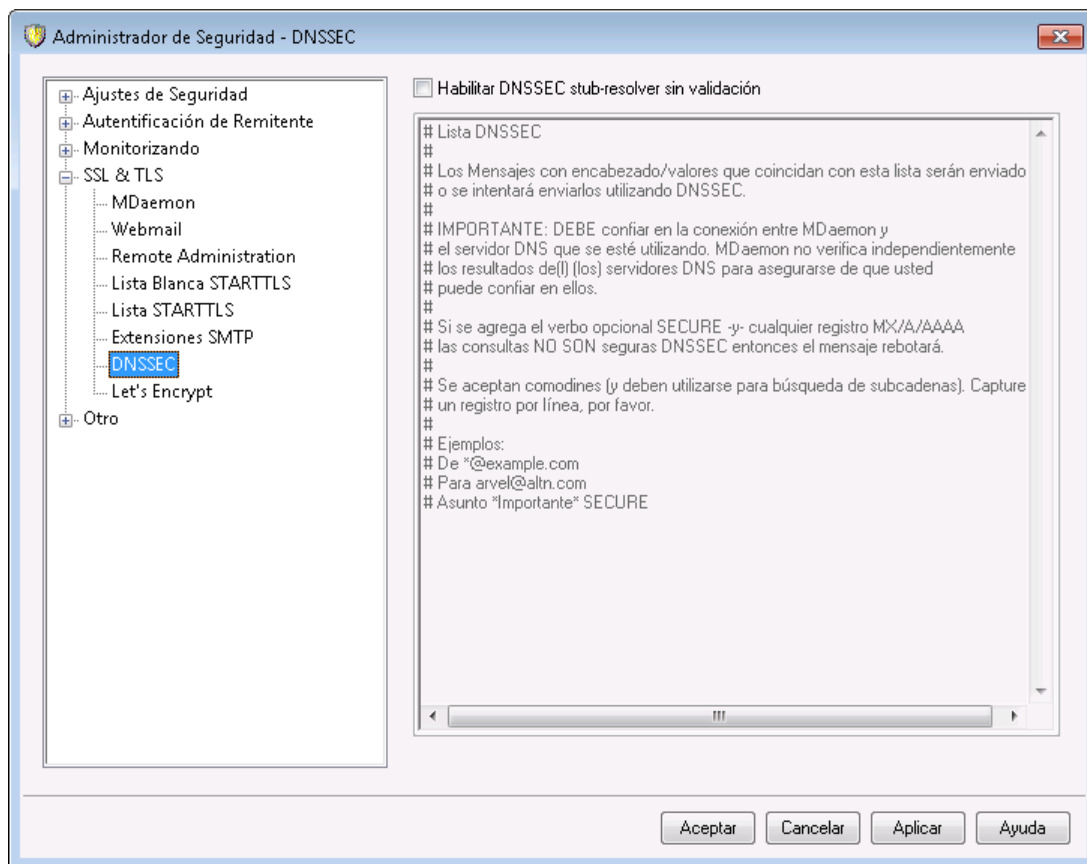 Administrador de Seguridad - DNSSEC
Ajustes de Seguridad
Autentificación de Remitente
Monitorizando
SSL & TLS
MDaemon
Webmail
Remote Administration
Lista Blanca STARTTLS
Lista STARTTLS
Extensiones SMTP
DNSSEC
Let's Encrypt
Otro
Habilitar DNSSEC stub-resolver sin validación
# Lista DNSSEC
#
# Los Mensajes con encabezado/valores que coincidan con esta lista serán enviado
# o se intentará enviarlos utilizando DNSSEC.
#
# IMPORTANTE: DEBE confiar en la conexión entre MDaemon y
# el servidor DNS que se esté utilizando. MDaemon no verifica independientemente
# los resultados de(l) (los) servidores DNS para asegurarse de que usted
# puede confiar en ellos.
#
# Si se agrega el verbo opcional SECURE -y- cualquier registro MX/A/AAAA
# las consultas NO SON seguras DNSSEC entonces el mensaje rebotará.
#
# Se aceptan comodines (y deben utilizarse para búsqueda de subcadenas). Capture
# un registro por línea, por favor.
#
# Ejemplos:
# De *@example.com
# Para arvel@altn.com
# Asunto *Importante* SECURE
Aceptar
Cancelar
Aplicar
Ayuda